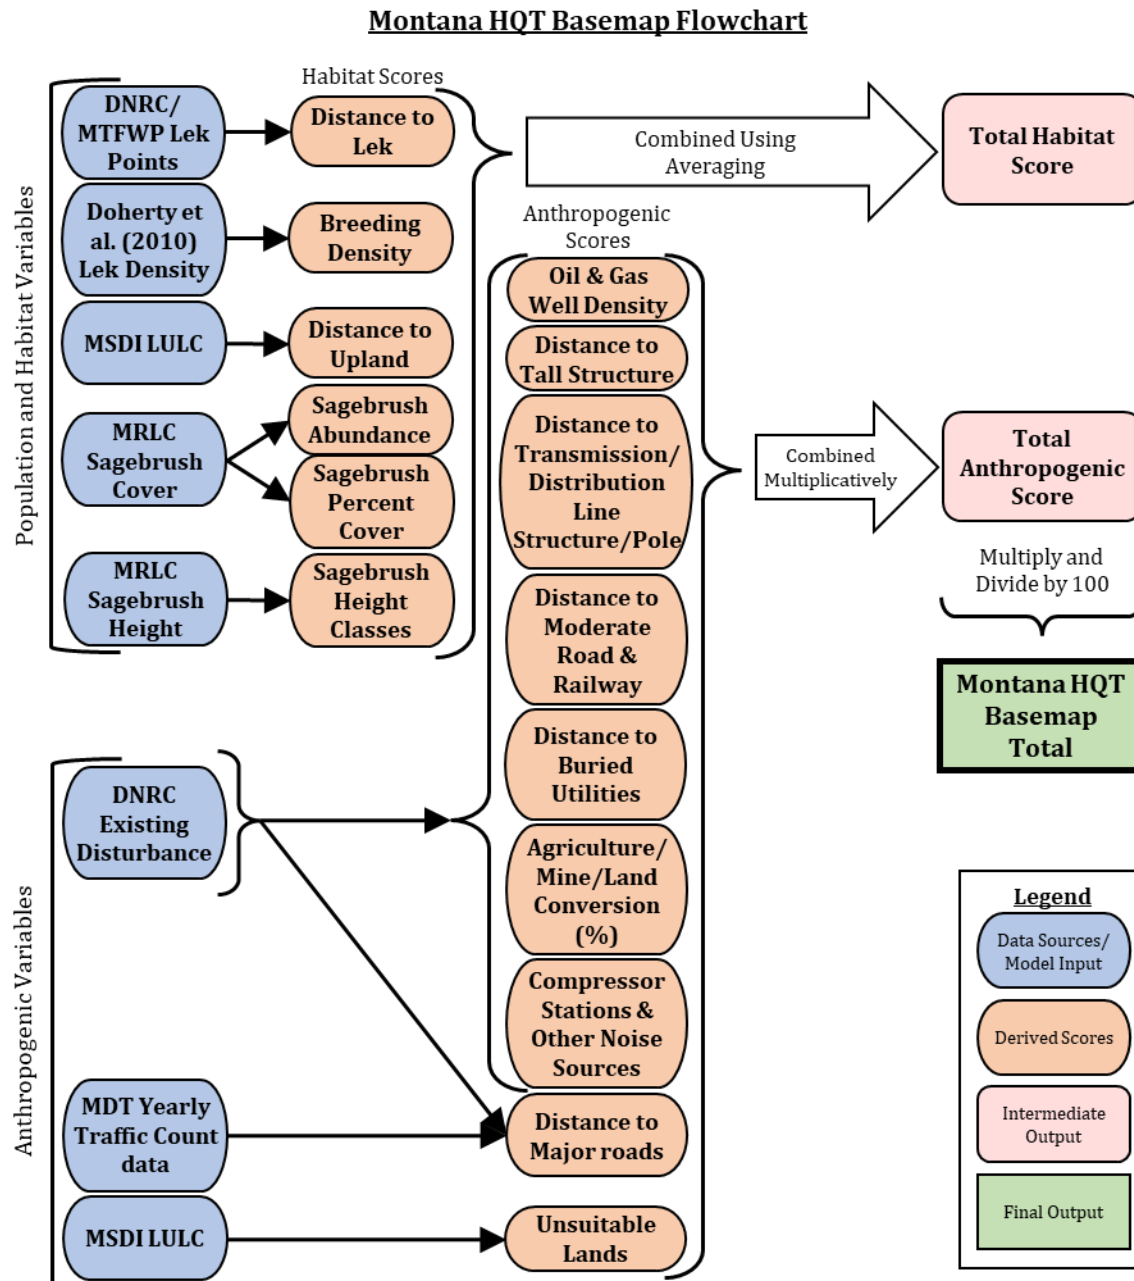 Montana HQT Basemap Flowchart
Population and Habitat Variables
DNRC/
MTFWP Lek
Points
Doherty et
al. (2010)
Lek Density
MSDI LULC
MRLC
Sagebrush
Cover
MRLC
Sagebrush
Height
Habitat Scores
Distance to
Lek
Breeding
Density
Distance to
Upland
Sagebrush
Abundance
Sagebrush
Percent
Cover
Sagebrush
Height
Classes
Combined Using
Averaging
Total Habitat
Score
Anthropogenic Variables
DNRC
Existing
Disturbance
MDT Yearly
Traffic Count
data
MSDI LULC
Anthropogenic
Scores
Oil & Gas
Well Density
Distance to
Tall Structure
Distance to
Transmission/
Distribution
Line
Structure/Pole
Distance to
Moderate
Road &
Railway
Distance to
Buried
Utilities
Agriculture/
Mine/Land
Conversion
(%)
Compressor
Stations &
Other Noise
Sources
Distance to
Major roads
Unsuitable
Lands
Combined
Multiplicatively
Total
Anthropogenic
Score
Multiply and
Divide by 100
Montana HQT
Basemap
Total
Legend
Data Sources/
Model Input
Derived Scores
Intermediate
Output
Final Output